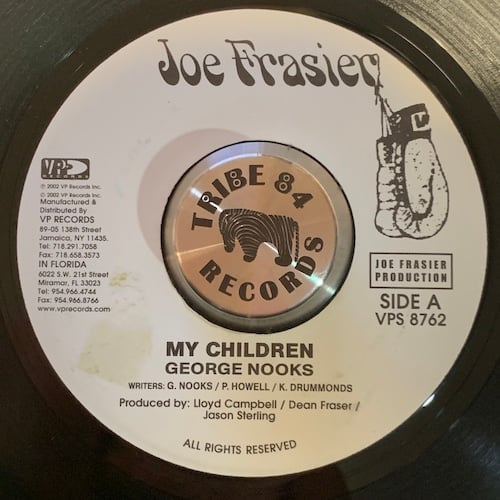 Joe Frasier
VP
RECORDS
℗ 2002 VP Records Inc.
© 2002 VP Records Inc.
Manufactured &
Distributed By
VP RECORDS
89-05 138th Street
Jamaica, NY 11435.
Tel: 718.291.7058
Fax: 718.658.3573
IN FLORIDA
6022 S.W. 21st Street
Miramar, FL 33023
Tel: 954.966.4744
Fax: 954.966.8766
www.vprecords.com
TRIBE 84
RECORDS
JOE FRASIER
PRODUCTION
SIDE A
VPS 8762
MY CHILDREN
GEORGE NOOKS
WRITERS: G. NOOKS / P. HOWELL / K. DRUMMONDS
Produced by: Lloyd Campbell / Dean Fraser /
Jason Sterling
ALL RIGHTS RESERVED